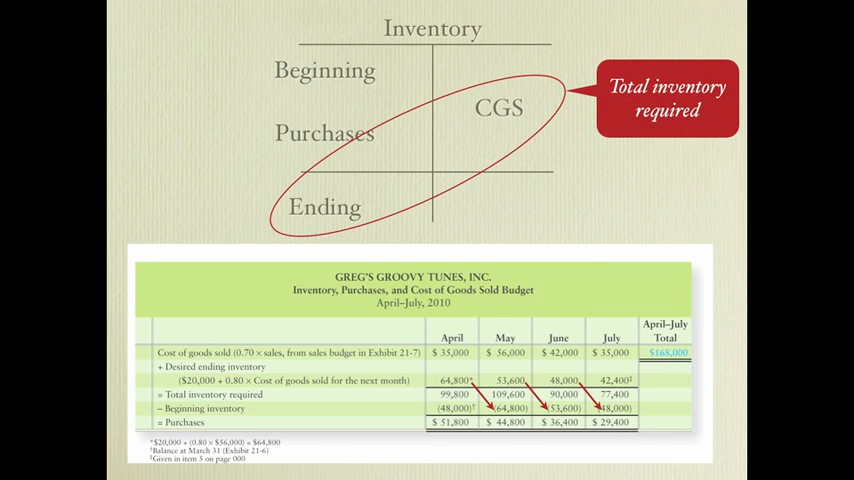 Inventory
Beginning
CGS
Purchases
Ending
Total inventory
required
GREG'S GROOVY TUNES, INC.
Inventory, Purchases, and Cost of Goods Sold Budget
April–July, 2010
April May June July April–July Total
Cost of goods sold (0.70 × sales, from sales budget in Exhibit 21-7) $ 35,000 $ 56,000 $ 42,000 $ 35,000 $168,000
+ Desired ending inventory
($20,000 + 0.80 × Cost of goods sold for the next month) 64,800* 53,600 48,000 42,400‡
= Total inventory required 99,800 109,600 90,000 77,400
– Beginning inventory (48,000)† (64,800) (53,600) (48,000)
= Purchases $ 51,800 $ 44,800 $ 36,400 $ 29,400
*$20,000 + (0.80 × $56,000) = $64,800
†Balance at March 31 (Exhibit 21-6)
‡Given in item 5 on page 000